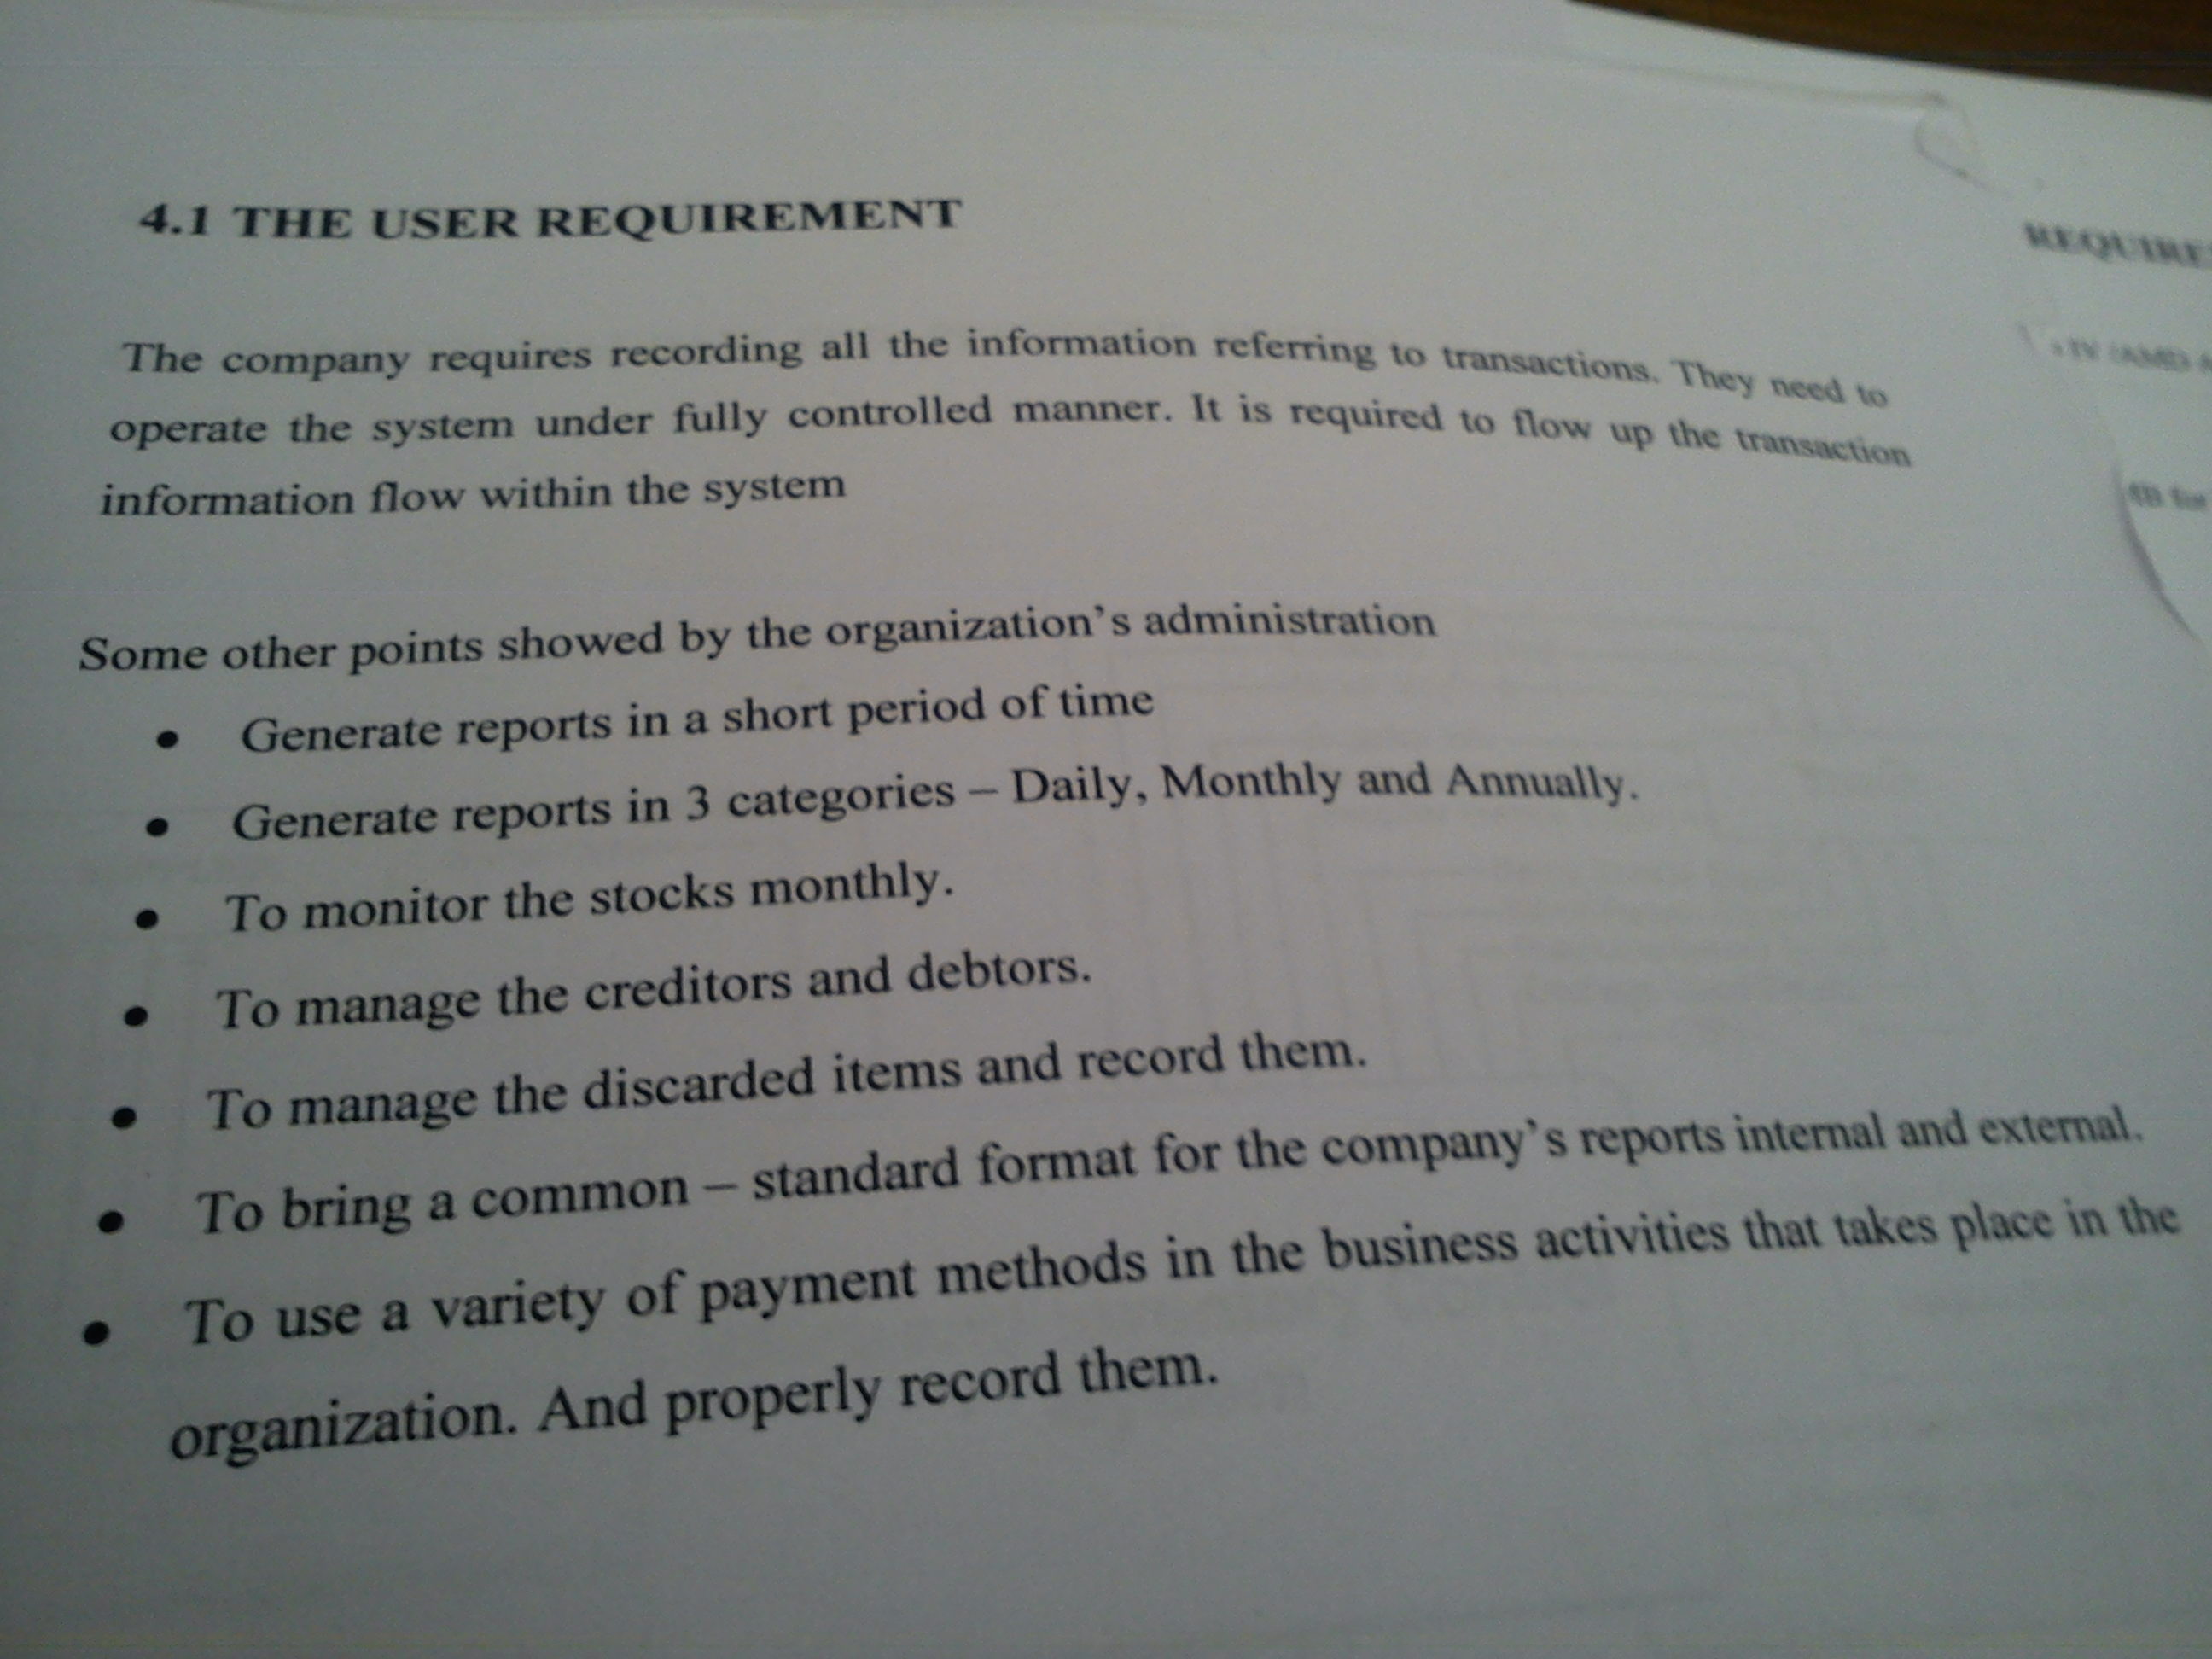 4.1 THE USER REQUIREMENT
The company requires recording all the information referring to transactions. They need to
operate the system under fully controlled manner. It is required to flow up the transaction
information flow within the system
Some other points showed by the organization's administration
• Generate reports in a short period of time
• Generate reports in 3 categories – Daily, Monthly and Annually.
• To monitor the stocks monthly.
• To manage the creditors and debtors.
• To manage the discarded items and record them.
• To bring a common – standard format for the company's reports internal and external.
• To use a variety of payment methods in the business activities that takes place in the
organization. And properly record them.
REQUIRE